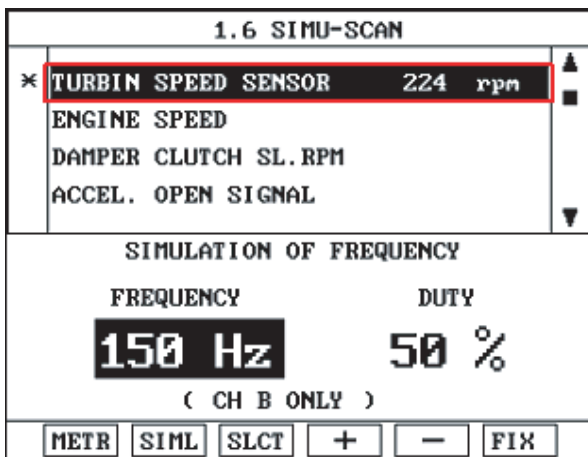 1.6 SIMU-SCAN
* TURBIN SPEED SENSOR 224 rpm
ENGINE SPEED
DAMPER CLUTCH SL.RPM
ACCEL. OPEN SIGNAL
SIMULATION OF FREQUENCY
FREQUENCY DUTY
150 Hz 50 %
( CH B ONLY )
METR SIML SLCT + - FIX